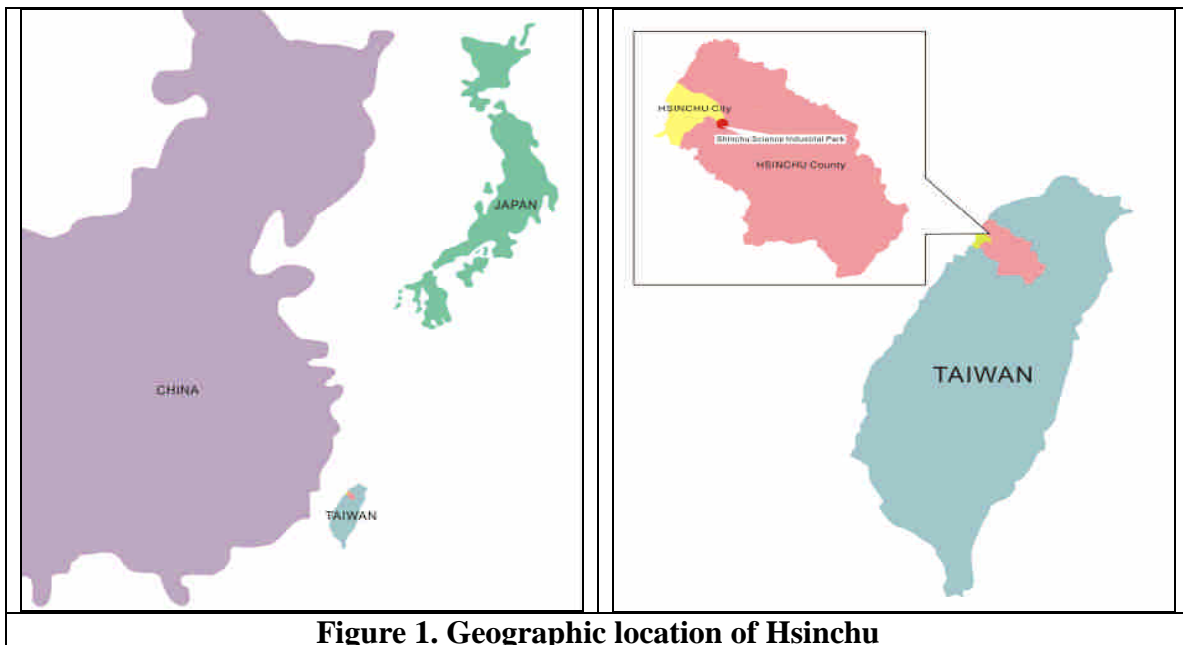 JAPAN
CHINA
TAIWAN
HSINCHU City
Shinchu Science Industrial Park
HSINCHU County
TAIWAN
Figure 1. Geographic location of Hsinchu